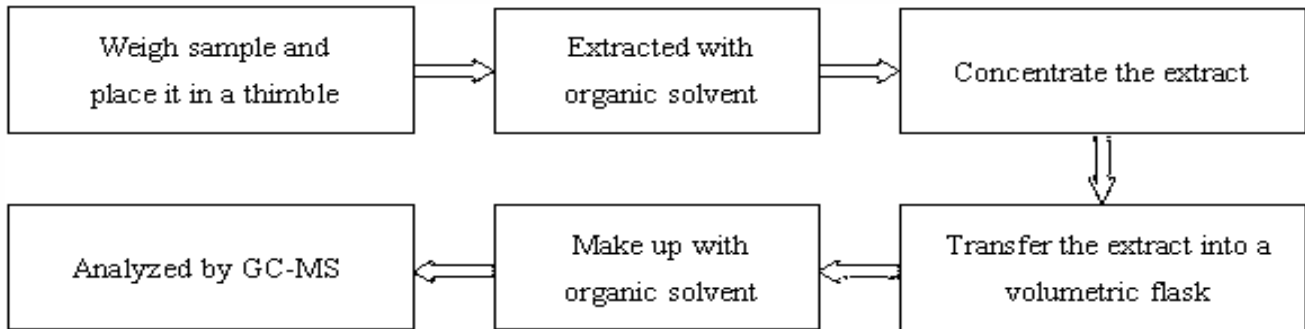 Weigh sample and
place it in a thimble
Extracted with
organic solvent
Concentrate the extract
Transfer the extract into a
volumetric flask
Make up with
organic solvent
Analyzed by GC-MS